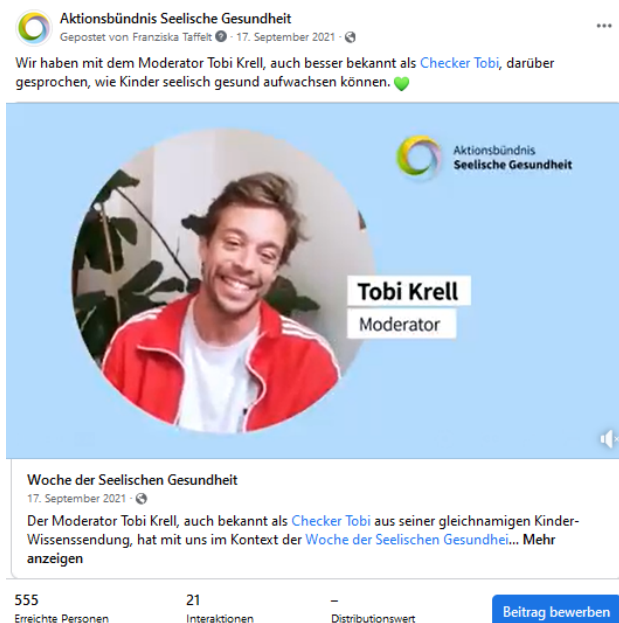 Aktionsbündnis Seelische Gesundheit
Gepostet von Franziska Taffelt · 17. September 2021 ·
Wir haben mit dem Moderator Tobi Krell, auch besser bekannt als Checker Tobi, darüber
gesprochen, wie Kinder seelisch gesund aufwachsen können.
Aktionsbündnis
Seelische Gesundheit
Tobi Krell
Moderator
Woche der Seelischen Gesundheit
17. September 2021 ·
Der Moderator Tobi Krell, auch bekannt als Checker Tobi aus seiner gleichnamigen Kinder-
Wissenssendung, hat mit uns im Kontext der Woche der Seelischen Gesundhei... Mehr
anzeigen
555 21 –
Erreichte Personen Interaktionen Distributionswert Beitrag bewerben